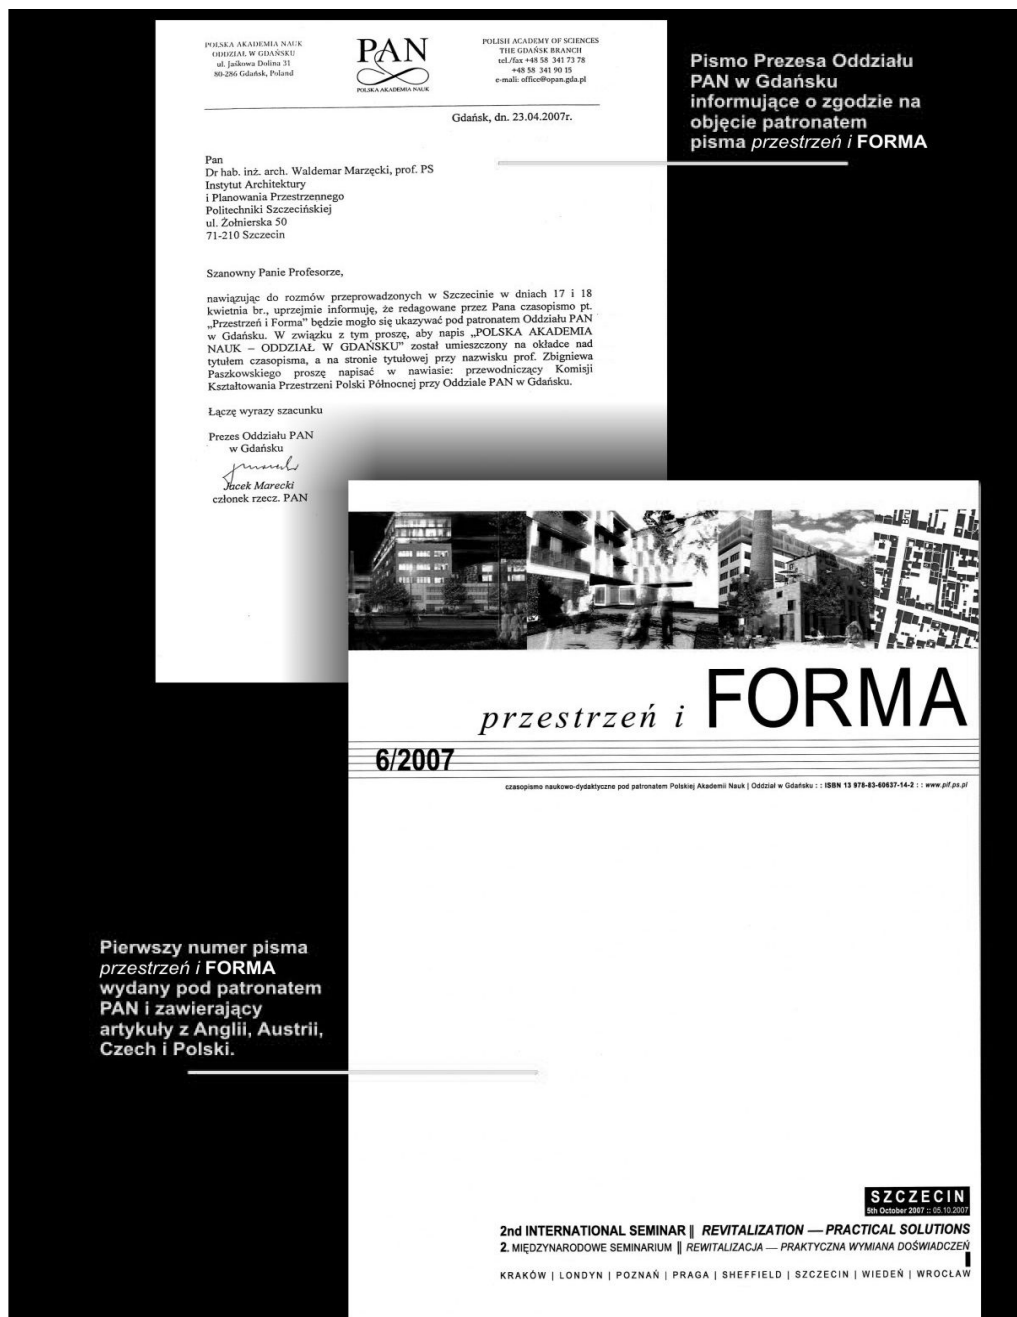 POLSKA AKADEMIA NAUK
ODDZIAŁ W GDAŃSKU
ul. Jaśkowa Dolina 31
80-286 Gdańsk, Poland
PAN
POLSKA AKADEMIA NAUK
POLISH ACADEMY OF SCIENCES
THE GDAŃSK BRANCH
tel./fax +48 58 341 73 78
+48 58 341 90 15
e-mali: office@opan.gda.pl
Gdańsk, dn. 23.04.2007r.
Pismo Prezesa Oddziału
PAN w Gdańsku
informujące o zgodzie na
objęcie patronatem
pisma przestrzeń i FORMA
Pan
Dr hab. inż. arch. Waldemar Marzęcki, prof. PS
Instytut Architektury
i Planowania Przestrzennego
Politechniki Szczecińskiej
ul. Żołnierska 50
71-210 Szczecin
Szanowny Panie Profesorze,
nawiązując do rozmów przeprowadzonych w Szczecinie w dniach 17 i 18
kwietnia br., uprzejmie informuję, że redagowane przez Pana czasopismo pt.
„Przestrzeń i Forma” będzie mogło się ukazywać pod patronatem Oddziału PAN
w Gdańsku. W związku z tym proszę, aby napis „POLSKA AKADEMIA
NAUK – ODDZIAŁ W GDAŃSKU” został umieszczony na okładce nad
tytułem czasopisma, a na stronie tytułowej przy nazwisku prof. Zbigniewa
Paszkowskiego proszę napisać w nawiasie: przewodniczący Komisji
Kształtowania Przestrzeni Polski Północnej przy Oddziale PAN w Gdańsku.
Łączę wyrazy szacunku
Prezes Oddziału PAN
w Gdańsku
Jacek Marecki
członek rzecz. PAN
przestrzeń i FORMA
6/2007
czasopismo naukowo-dydaktyczne pod patronatem Polskiej Akademii Nauk | Oddział w Gdańsku : : ISBN 13 978-83-60637-14-2 : : www.pif.ps.pl
Pierwszy numer pisma
przestrzeń i FORMA
wydany pod patronatem
PAN i zawierający
artykuły z Anglii, Austrii,
Czech i Polski.
SZCZECIN
5th October 2007 :: 05.10.2007
2nd INTERNATIONAL SEMINAR || REVITALIZATION — PRACTICAL SOLUTIONS
2. MIĘDZYNARODOWE SEMINARIUM || REWITALIZACJA — PRAKTYCZNA WYMIANA DOŚWIADCZEŃ
KRAKÓW | LONDYN | POZNAŃ | PRAGA | SHEFFIELD | SZCZECIN | WIEDEŃ | WROCŁAW